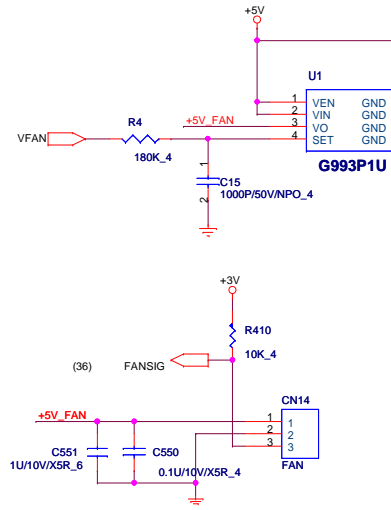 +5V
U1
1 VEN GND
2 VIN GND
+5V_FAN 3 VO GND
4 SET GND
G993P1U
VFAN
R4
180K_4
1
C15
1000P/50V/NPO_4
2
+3V
R410
10K_4
(36) FANSIG
CN14
+5V_FAN
1 1
2 2
3 3
FAN
C551
1U/10V/X5R_6
C550
0.1U/10V/X5R_4